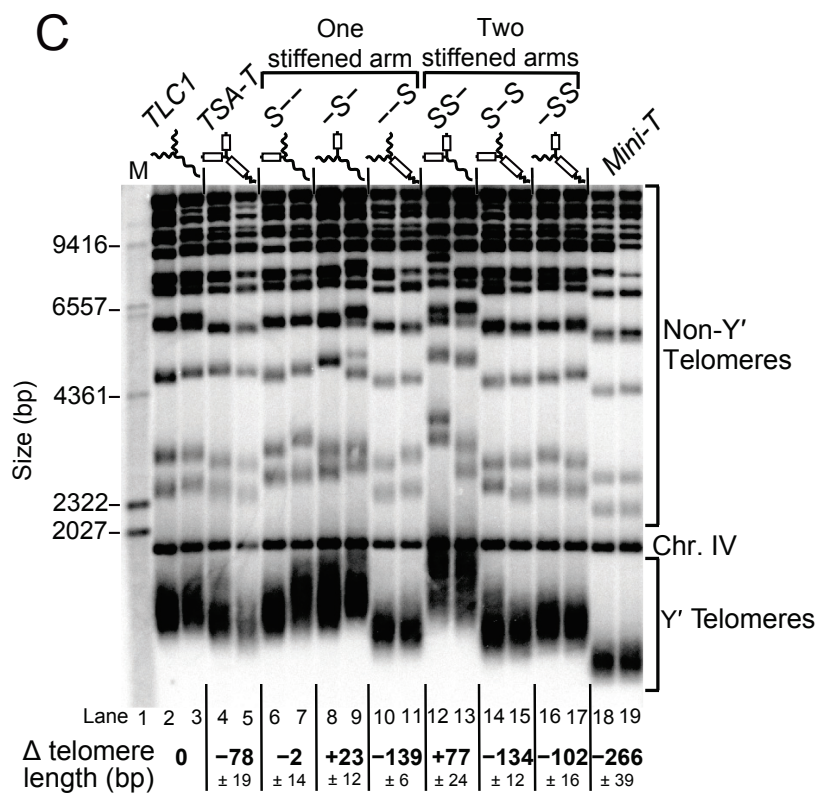 C
One
stiffened arm
Two
stiffened arms
M
TLC1
TSA-T
S--
-S-
--S
SS-
S-S
-SS
Mini-T
9416
6557
4361
2322
2027
Size (bp)
Non-Y′
Telomeres
Chr. IV
Y′ Telomeres
Lane 1 2 3 4 5 6 7 8 9 10 11 12 13 14 15 16 17 18 19
Δ telomere
length (bp)
0 −78 −2 +23 −139 +77 −134 −102 −266
± 19 ± 14 ± 12 ± 6 ± 24 ± 12 ± 16 ± 39